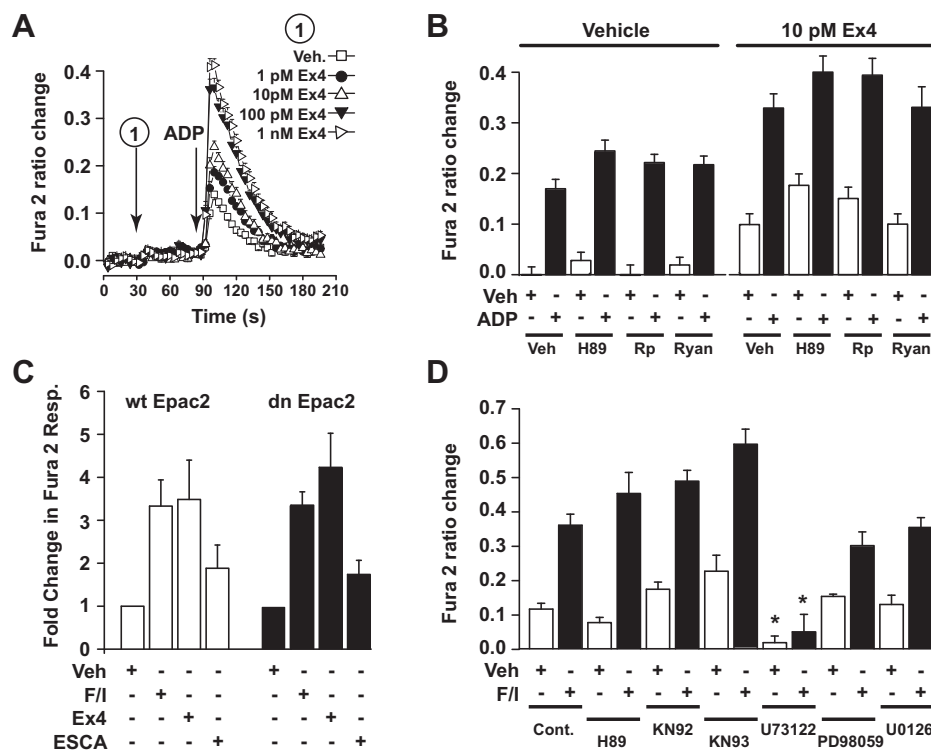 A
1
Veh.
1 pM Ex4
10pM Ex4
100 pM Ex4
1 nM Ex4
Fura 2 ratio change
0.4
0.3
0.2
0.1
0.0
1
ADP
0 30 60 90 120 150 180 210
Time (s)
B
Vehicle 10 pM Ex4
Fura 2 ratio change
0.4
0.3
0.2
0.1
0.0
Veh + - + - + - + - + - + - + - + -
ADP - + - + - + - + - + - + - + - +
Veh H89 Rp Ryan Veh H89 Rp Ryan
C
wt Epac2 dn Epac2
Fold Change in Fura 2 Resp.
6
5
4
3
2
1
0
Veh + - - - + - - -
F/I - + - - - + - -
Ex4 - - + - - - + -
ESCA - - - + - - - +
D
Fura 2 ratio change
0.7
0.6
0.5
0.4
0.3
0.2
0.1
0.0
* *
Veh + - + - + - + - + - + - + -
F/I - + - + - + - + - + - + - +
Cont. H89 KN92 KN93 U73122 PD98059 U0126